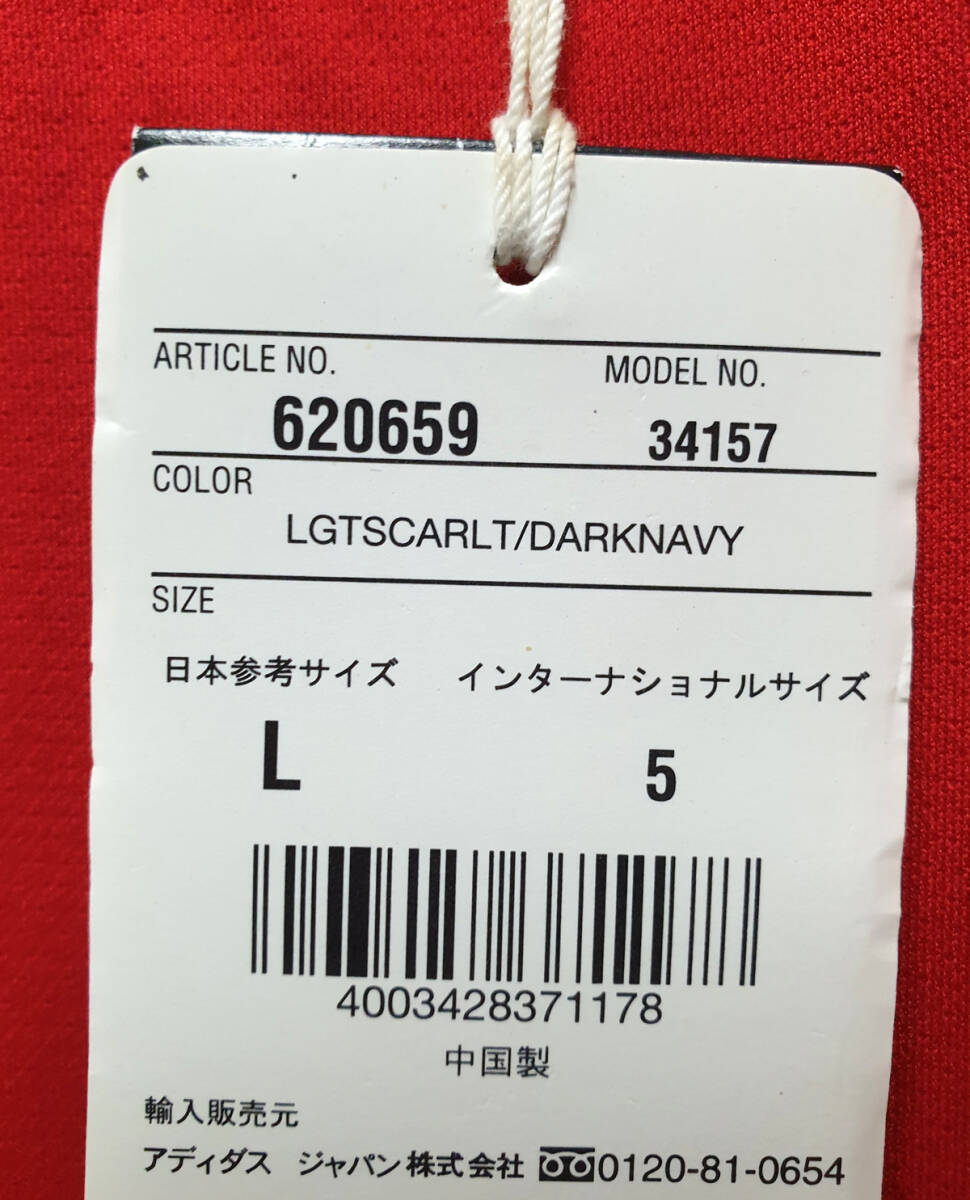 ARTICLE NO. MODEL NO.
620659 34157
COLOR
LGTSCARLT/DARKNAVY
SIZE
日本参考サイズ インターナショナルサイズ
L 5
4003428371178
中国製
輸入販売元
アディダス ジャパン株式会社 0120-81-0654